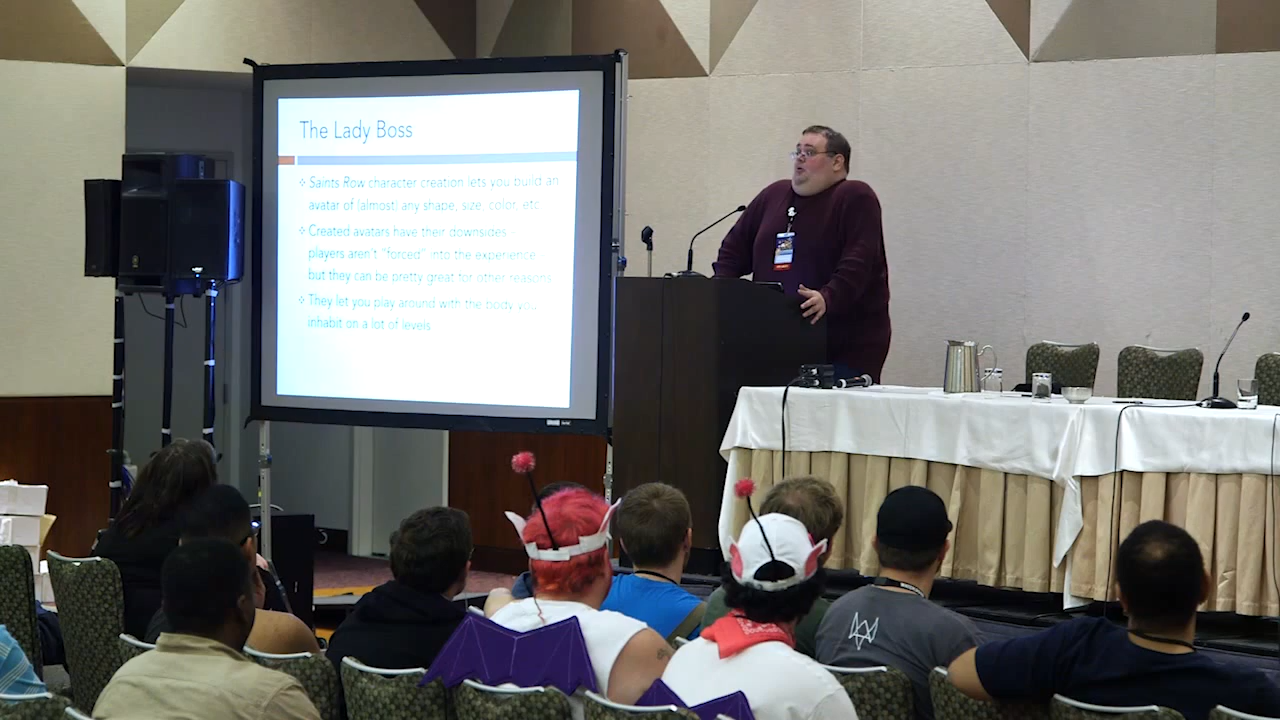 The Lady Boss
Saints Row character creation lets you build an
avatar of (almost) any shape, size, color, etc
Created avatars have their downsides –
players aren't "forced" into the experience
but they can be pretty great for other reasons
They let you play around with the body you
inhabit on a lot of levels